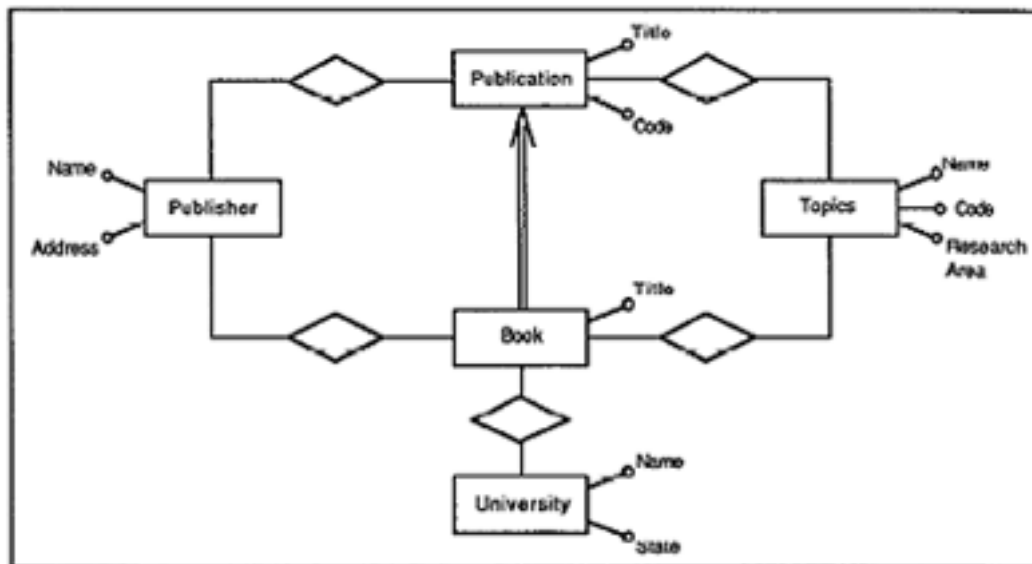 Title
Publication
Code
Name
Publisher
Address
Name
Topics
Code
Research
Area
Title
Book
Name
University
State